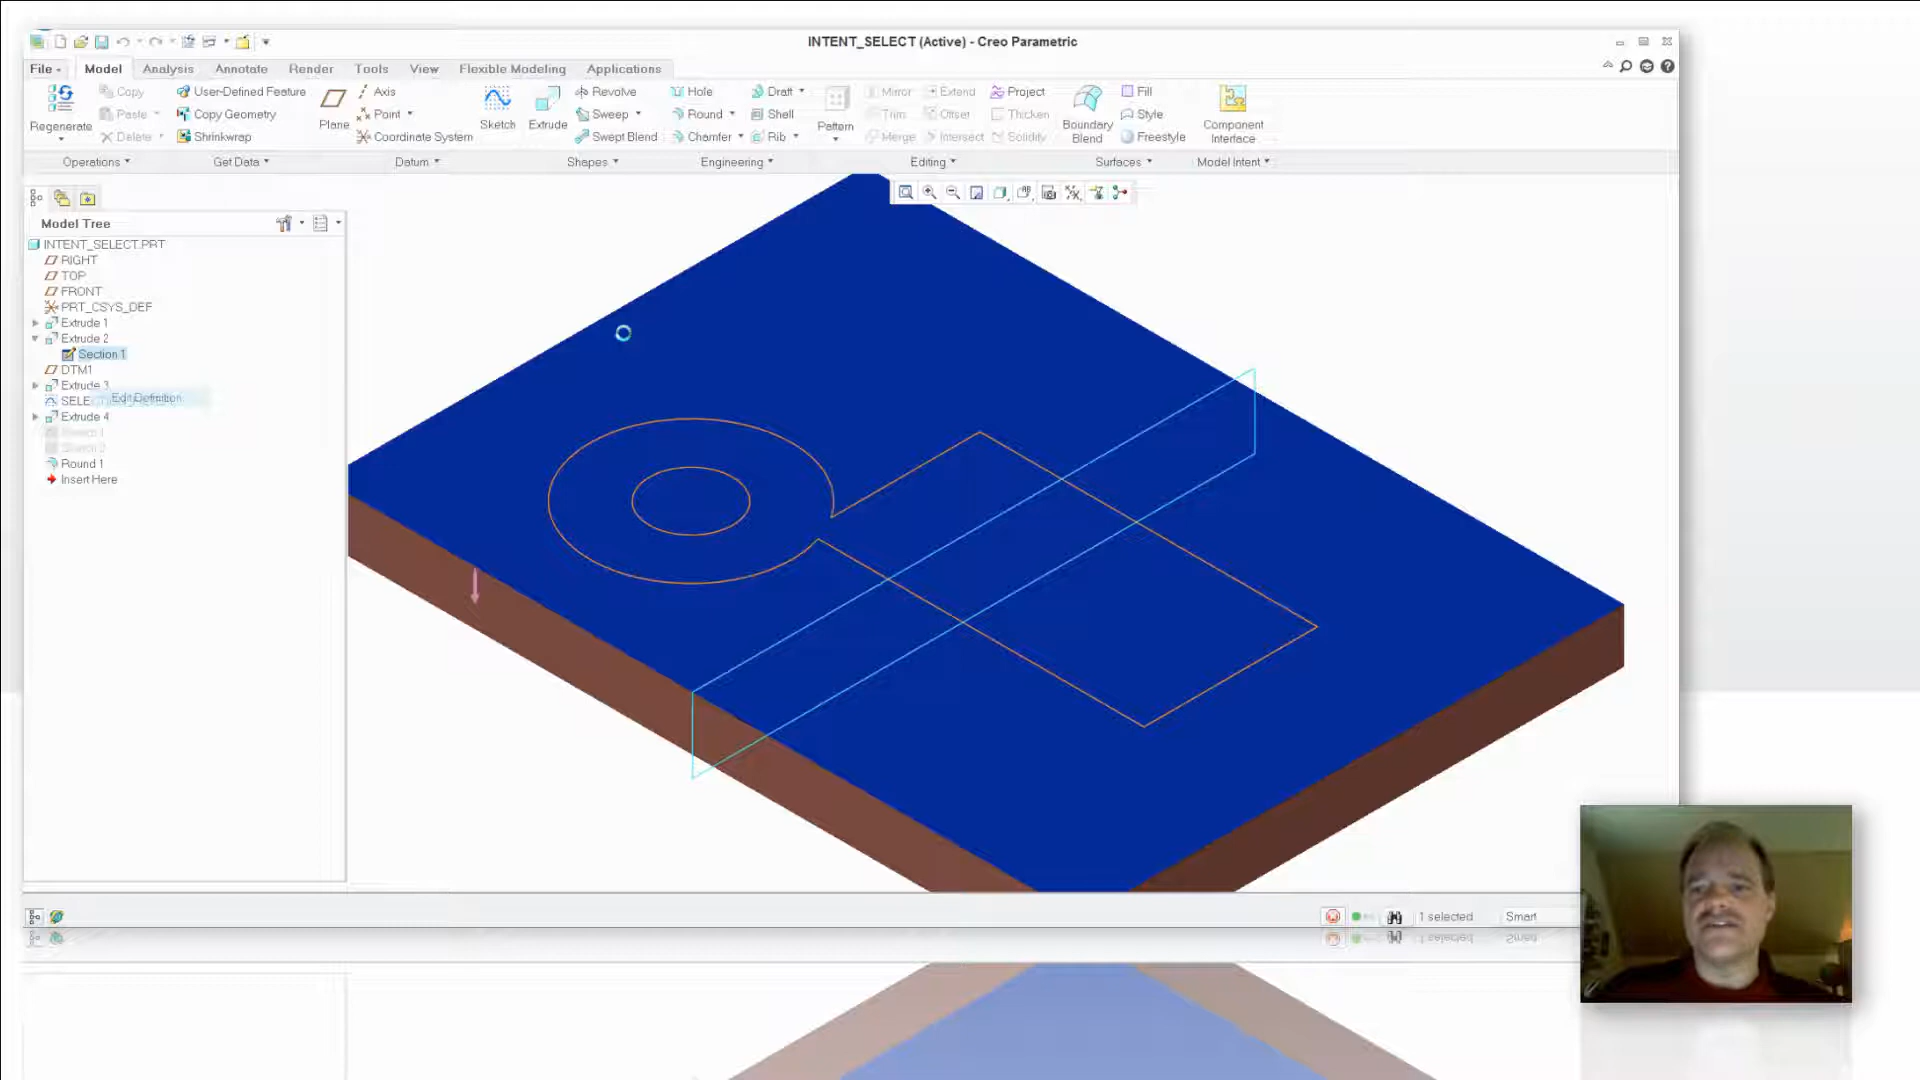 INTENT_SELECT (Active) - Creo Parametric
File Model Analysis Annotate Render Tools View Flexible Modeling Applications
Copy User-Defined Feature Axis Revolve Hole Draft Mirror Extend Project Fill
Paste Copy Geometry Point Sweep Round Shell Trim Offset Thicken Style
Regenerate Plane Sketch Extrude Pattern Boundary Blend Component Interface
Delete Shrinkwrap Coordinate System Swept Blend Chamfer Rib Merge Intersect Solidify Freestyle
Operations Get Data Datum Shapes Engineering Editing Surfaces Model Intent
Model Tree
INTENT_SELECT.PRT
RIGHT
TOP
FRONT
PRT_CSYS_DEF
Extrude 1
Extrude 2
Section 1
DTM1
Extrude 3
Edit Definition
SELE
Extrude 4
Round 1
Insert Here
1 selected Smart